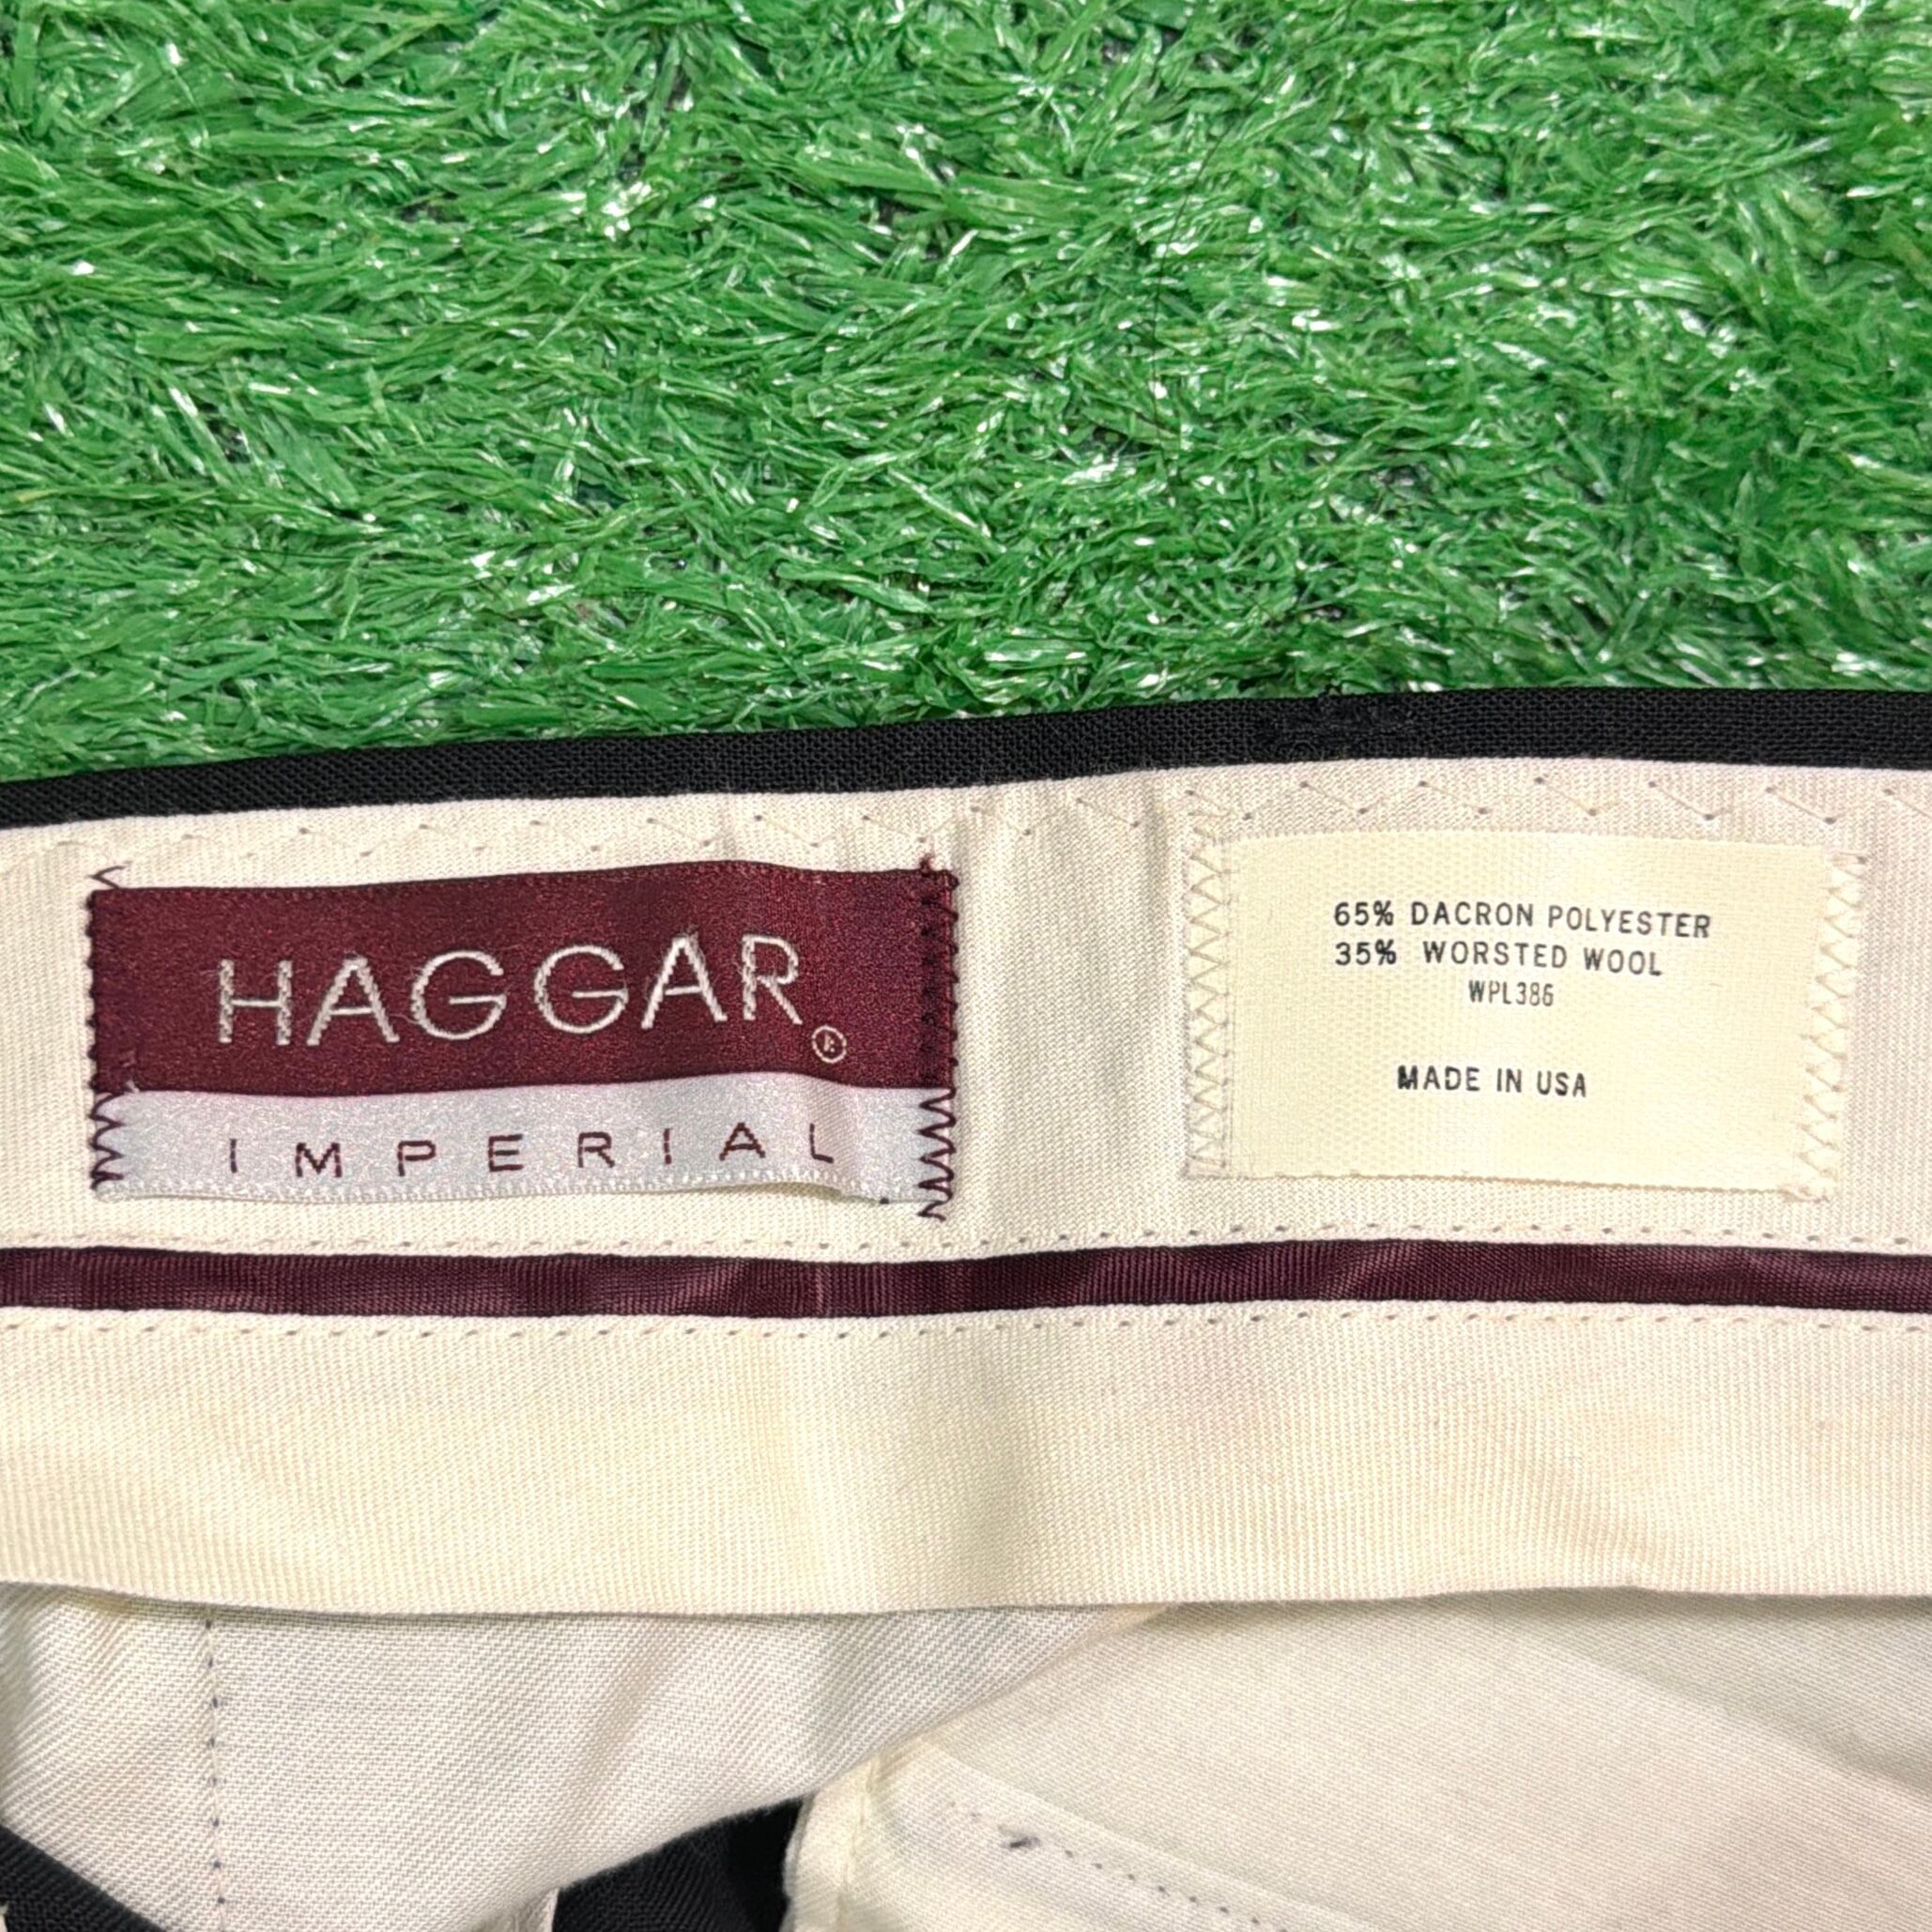 HAGGAR®
IMPERIAL
65% DACRON POLYESTER
35% WORSTED WOOL
WPL386
MADE IN USA